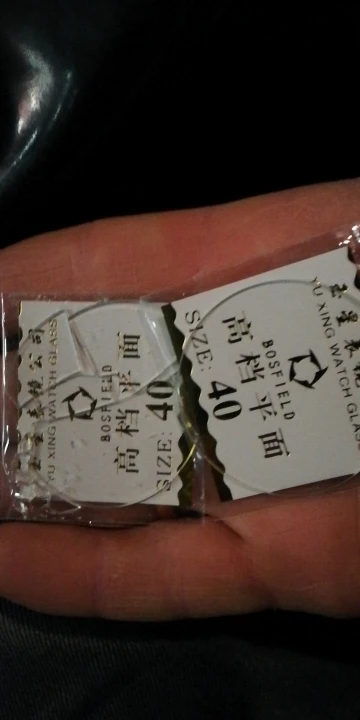 YU XING WATCH GLASS
BOSFIELD
高档平面
SIZE: 40
YU XING WATCH GLASS
BOSFIELD
高档平面
SIZE: 40